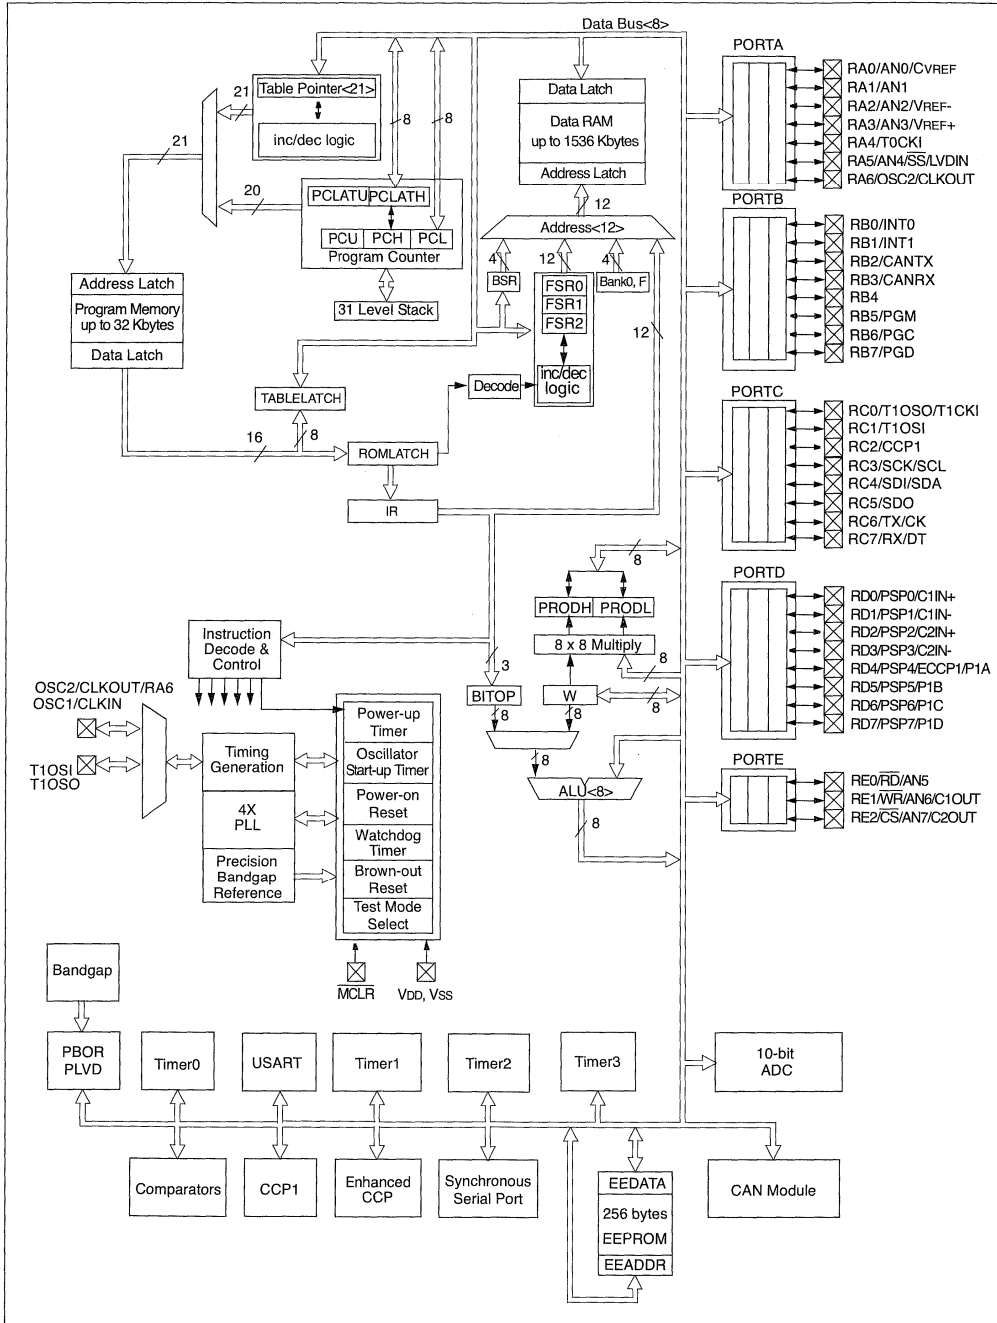 Data Bus<8>
PORTA
RA0/AN0/CVREF
RA1/AN1
RA2/AN2/VREF-
RA3/AN3/VREF+
RA4/T0CKI
RA5/AN4/SS/LVDIN
RA6/OSC2/CLKOUT
PORTB
RB0/INT0
RB1/INT1
RB2/CANTX
RB3/CANRX
RB4
RB5/PGM
RB6/PGC
RB7/PGD
PORTC
RC0/T1OSO/T1CKI
RC1/T1OSI
RC2/CCP1
RC3/SCK/SCL
RC4/SDI/SDA
RC5/SDO
RC6/TX/CK
RC7/RX/DT
PORTD
RD0/PSP0/C1IN+
RD1/PSP1/C1IN-
RD2/PSP2/C2IN+
RD3/PSP3/C2IN-
RD4/PSP4/ECCP1/P1A
RD5/PSP5/P1B
RD6/PSP6/P1C
RD7/PSP7/P1D
PORTE
RE0/RD/AN5
RE1/WR/AN6/C1OUT
RE2/CS/AN7/C2OUT
21
Table Pointer<21>
inc/dec logic
21
20
8
8
PCLATU PCLATH
PCU PCH PCL
Program Counter
31 Level Stack
Data Latch
Data RAM
up to 1536 Kbytes
Address Latch
12
Address<12>
4
12
4
BSR
FSR0
FSR1
FSR2
Bank0, F
inc/dec
logic
12
Address Latch
Program Memory
up to 32 Kbytes
Data Latch
TABLELATCH
Decode
16
8
ROMLATCH
IR
8
PRODH PRODL
8 x 8 Multiply
8
3
BITOP
W
8
8
8
8
ALU<8>
8
Instruction
Decode &
Control
OSC2/CLKOUT/RA6
OSC1/CLKIN
T1OSI
T1OSO
Timing
Generation
4X
PLL
Precision
Bandgap
Reference
Power-up
Timer
Oscillator
Start-up Timer
Power-on
Reset
Watchdog
Timer
Brown-out
Reset
Test Mode
Select
MCLR
VDD, VSS
Bandgap
PBOR
PLVD
Timer0
USART
Timer1
Timer2
Timer3
10-bit
ADC
Comparators
CCP1
Enhanced
CCP
Synchronous
Serial Port
EEDATA
256 bytes
EEPROM
EEADDR
CAN Module